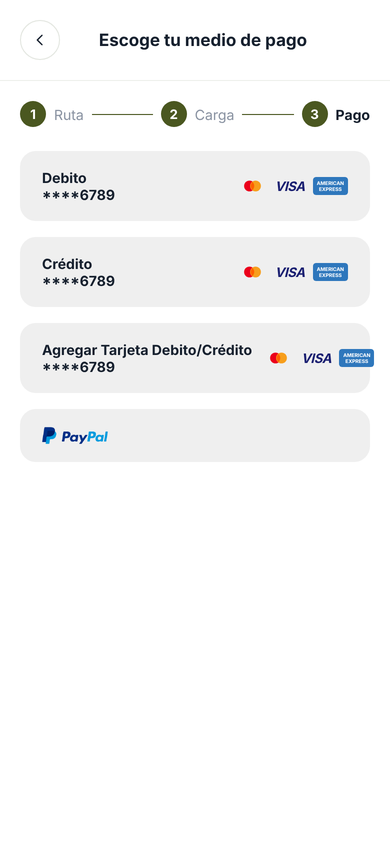 Escoge tu medio de pago
1 Ruta 2 Carga 3 Pago
Debito
****6789
VISA AMERICAN EXPRESS
Crédito
****6789
VISA AMERICAN EXPRESS
Agregar Tarjeta Debito/Crédito
****6789
VISA AMERICAN EXPRESS
PayPal